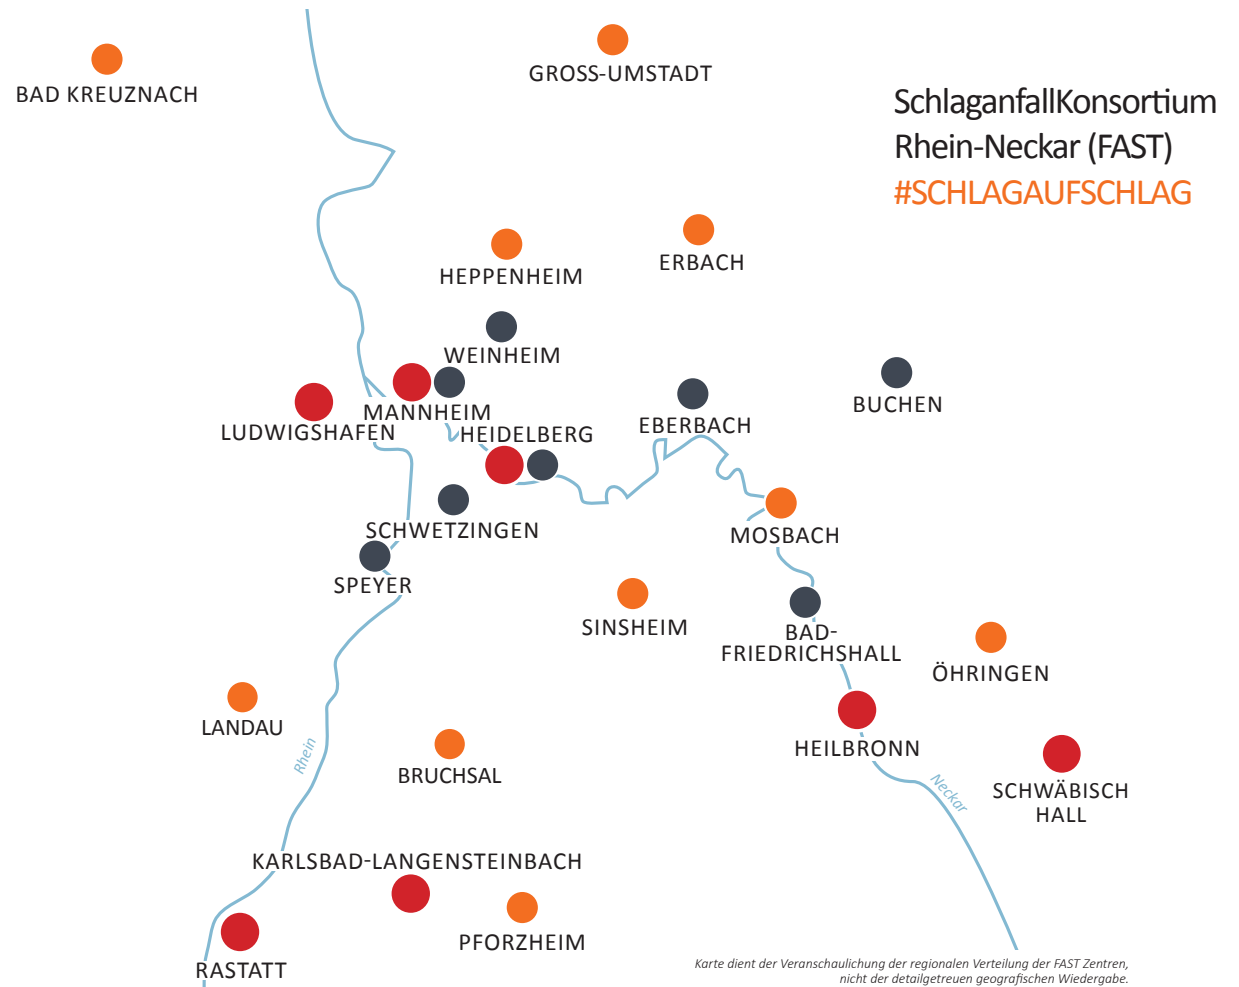 BAD KREUZNACH
GROSS-UMSTADT
SchlaganfallKonsortium
Rhein-Neckar (FAST)
#SCHLAGAUFSCHLAG
HEPPENHEIM
ERBACH
WEINHEIM
MANNHEIM
LUDWIGSHAFEN
HEIDELBERG
EBERBACH
BUCHEN
SCHWETZINGEN
MOSBACH
SPEYER
SINSHEIM
BAD-
FRIEDRICHSHALL
ÖHRINGEN
LANDAU
Rhein
BRUCHSAL
HEILBRONN
Neckar
SCHWÄBISCH
HALL
KARLSBAD-LANGENSTEINBACH
PFORZHEIM
RASTATT
Karte dient der Veranschaulichung der regionalen Verteilung der FAST Zentren,
nicht der detailgetreuen geografischen Wiedergabe.